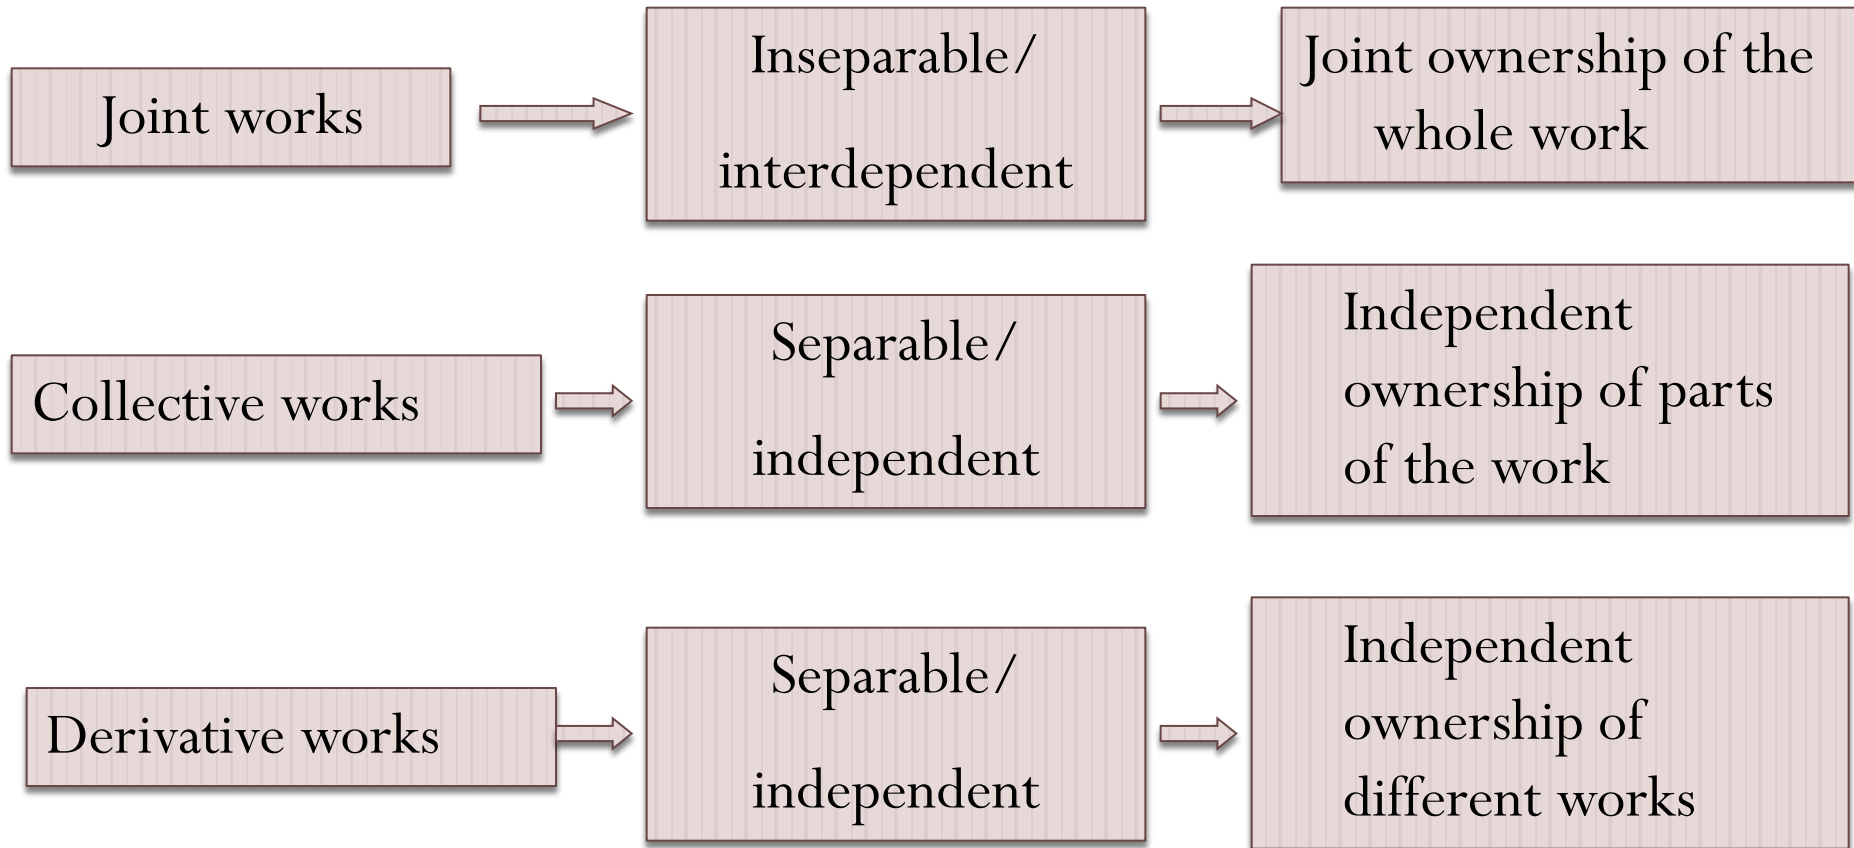 Joint works
Inseparable/
interdependent
Joint ownership of the
whole work
Collective works
Separable/
independent
Independent
ownership of parts
of the work
Derivative works
Separable/
independent
Independent
ownership of
different works